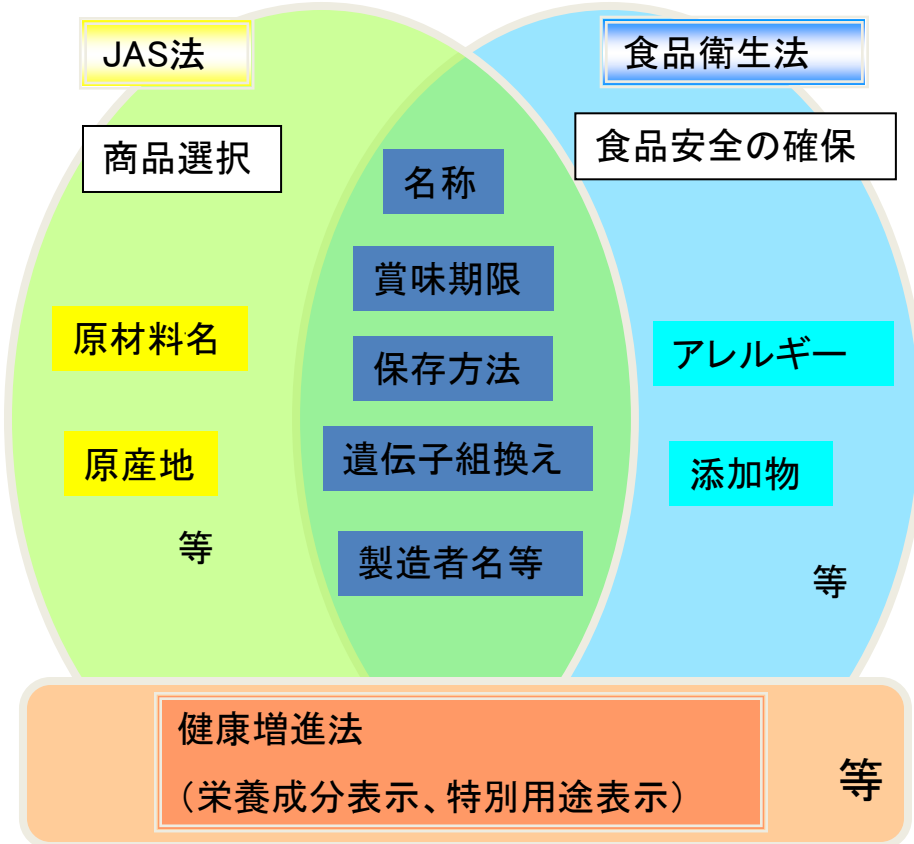 JAS法
食品衛生法
商品選択
食品安全の確保
名称
賞味期限
原材料名
保存方法
アレルギー
原産地
遺伝子組換え
添加物
等
製造者名等
等
健康増進法
（栄養成分表示、特別用途表示）
等